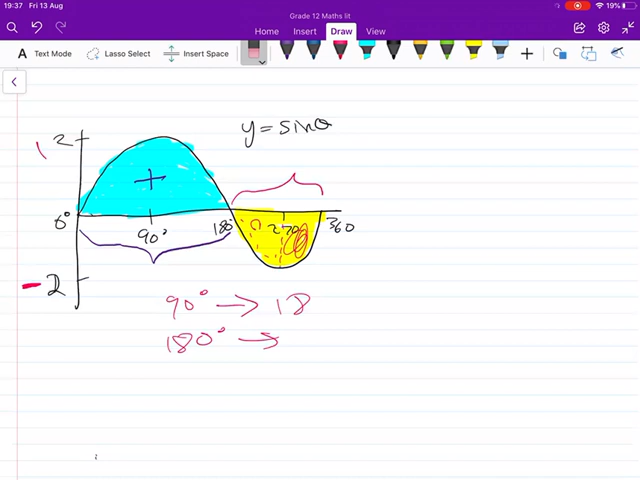 19:37 Fri 13 Aug
19%
Grade 12 Maths lit
Home Insert Draw View
Text Mode Lasso Select Insert Space
y = sinθ
2
+
0° 90° 180° 270 360
-2
90° → 18
180° →